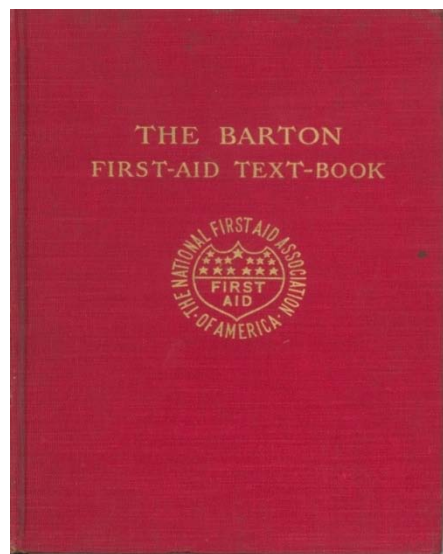 THE BARTON
FIRST-AID TEXT-BOOK
THE NATIONAL FIRST AID ASSOCIATION
· OF AMERICA ·
FIRST
AID